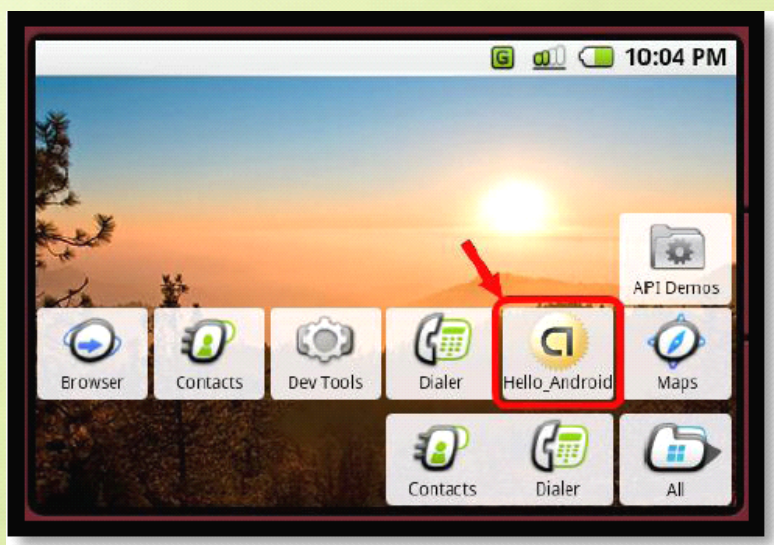 G 10:04 PM
API Demos
Browser Contacts Dev Tools Dialer Hello_Android Maps
Contacts Dialer All